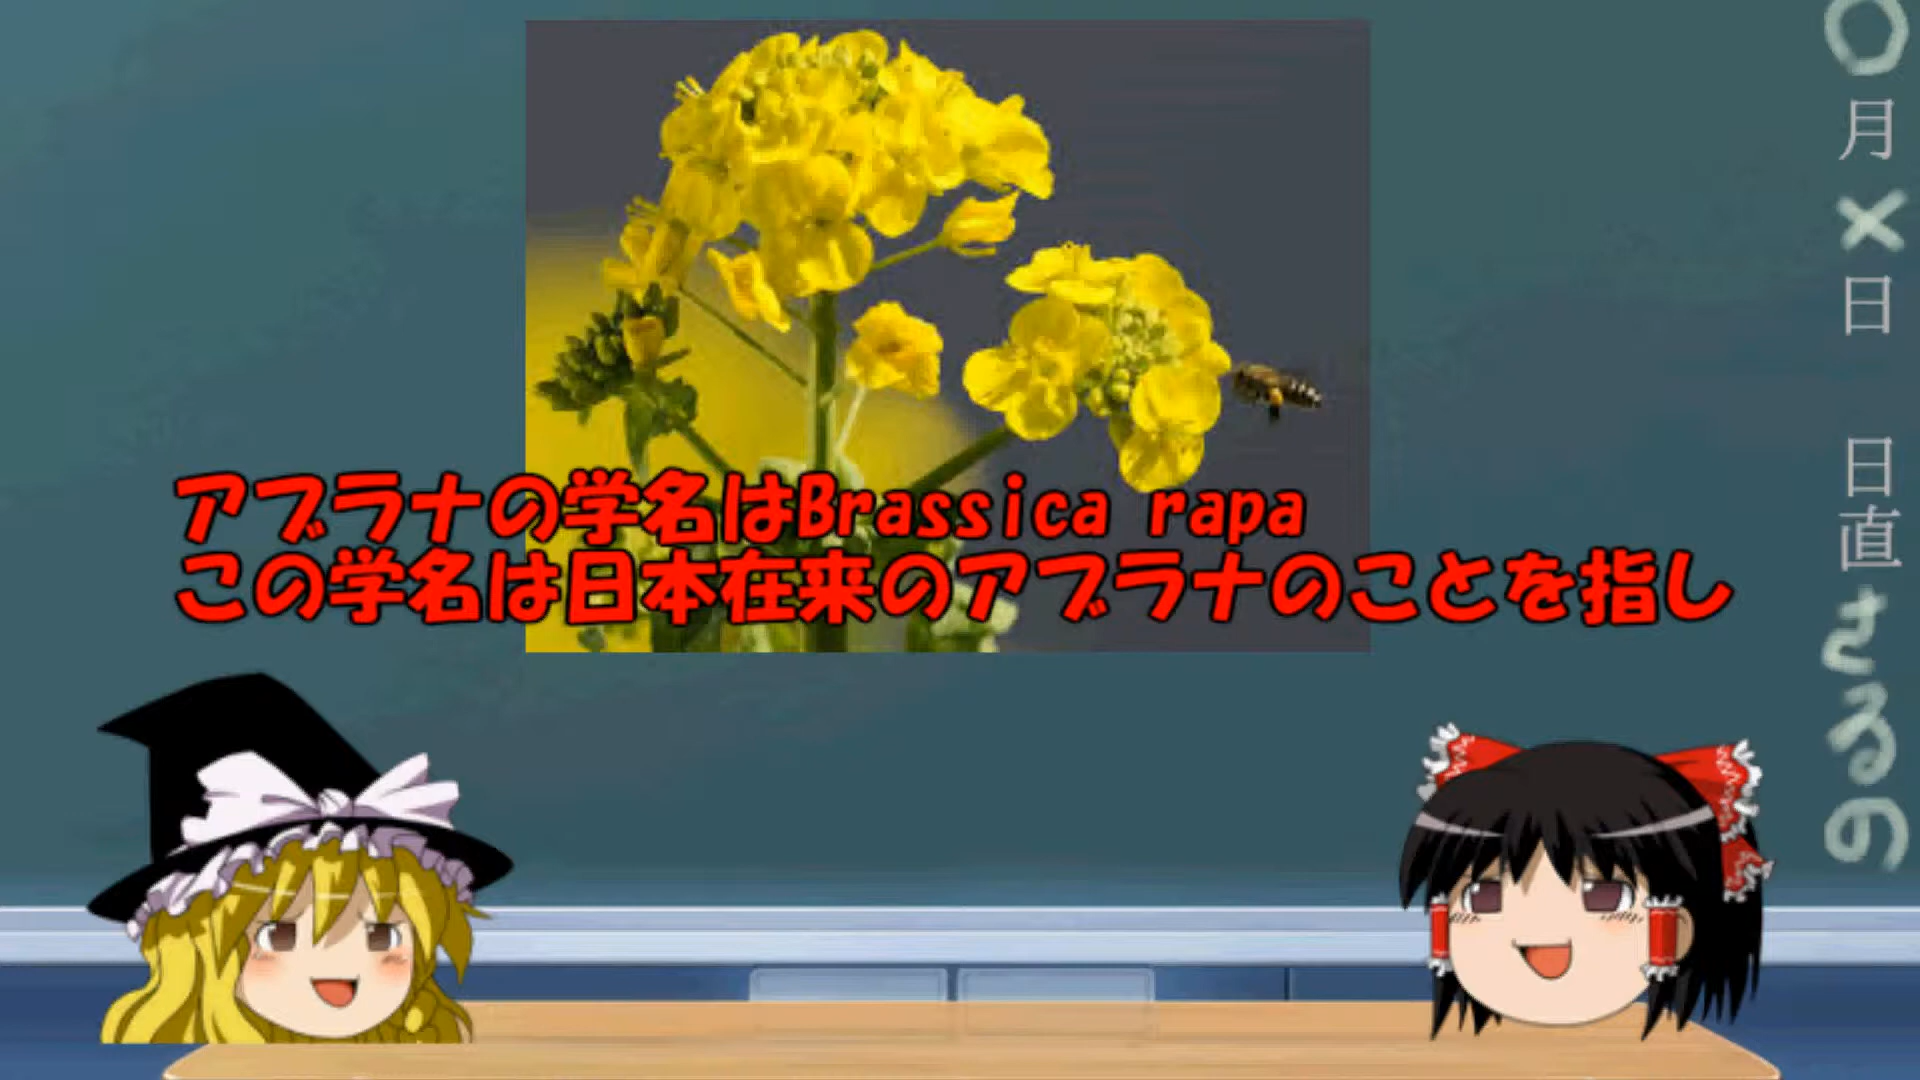 アブラナの学名はBrassica rapa
この学名は日本在来のアブラナのことを指し
〇月×日 日直 さるの